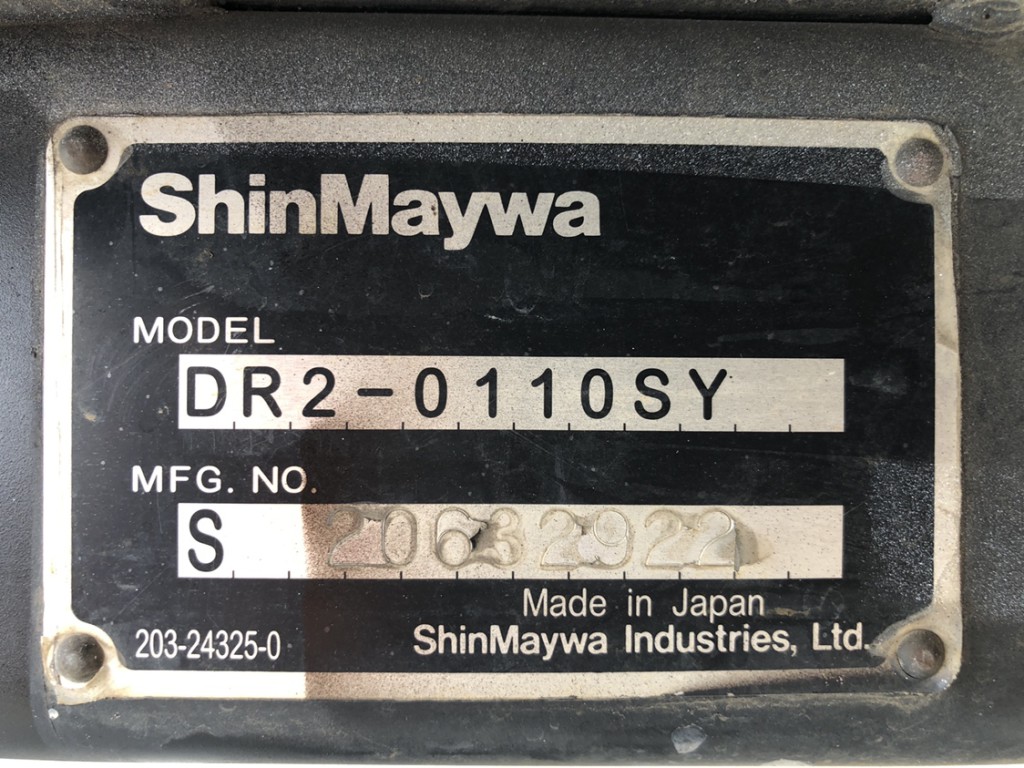 ShinMaywa
MODEL
DR2-0110SY
MFG. NO.
S 20632922
Made in Japan
203-24325-0 ShinMaywa Industries, Ltd.